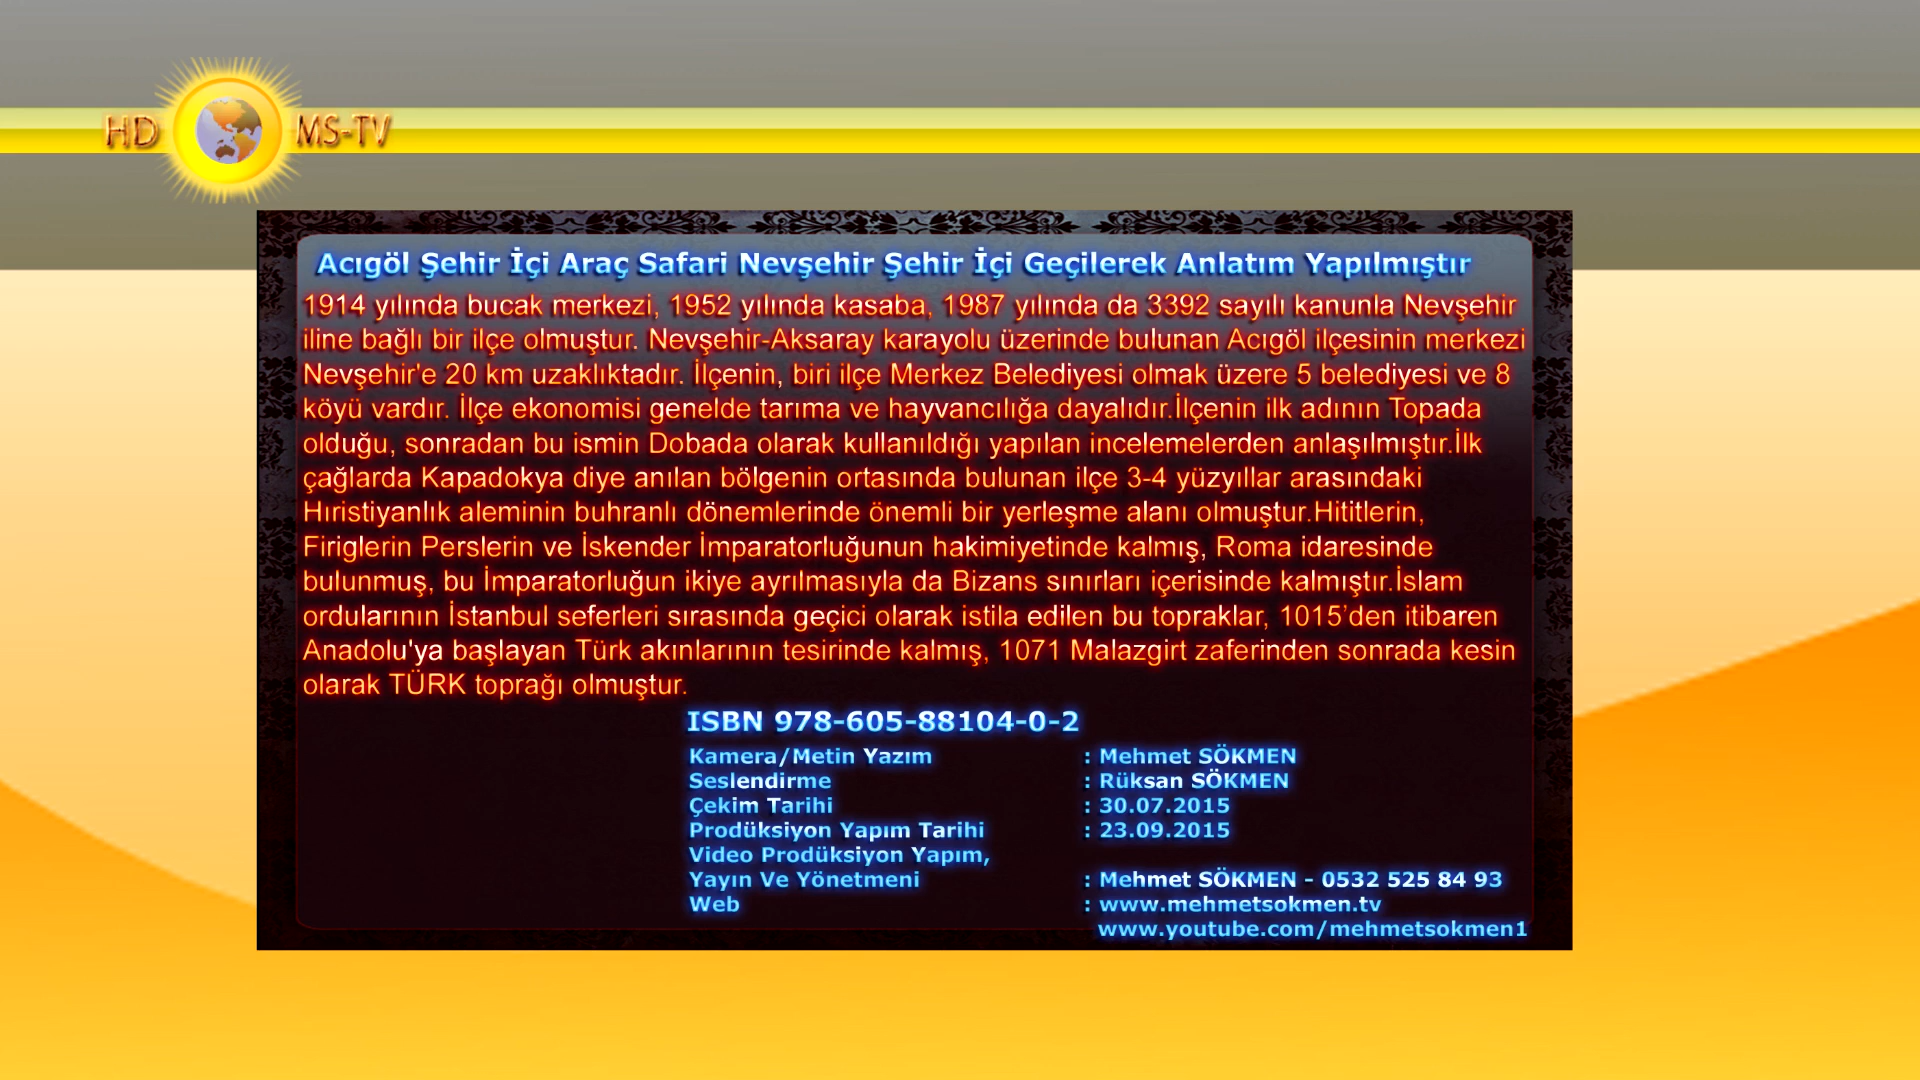 HD MS-TV
Acıgöl Şehir İçi Araç Safari Nevşehir Şehir İçi Geçilerek Anlatım Yapılmıştır
1914 yılında bucak merkezi, 1952 yılında kasaba, 1987 yılında da 3392 sayılı kanunla Nevşehir
iline bağlı bir ilçe olmuştur. Nevşehir-Aksaray karayolu üzerinde bulunan Acıgöl ilçesinin merkezi
Nevşehir'e 20 km uzaklıktadır. İlçenin, biri ilçe Merkez Belediyesi olmak üzere 5 belediyesi ve 8
köyü vardır. İlçe ekonomisi genelde tarıma ve hayvancılığa dayalıdır.İlçenin ilk adının Topada
olduğu, sonradan bu ismin Dobada olarak kullanıldığı yapılan incelemelerden anlaşılmıştır.İlk
çağlarda Kapadokya diye anılan bölgenin ortasında bulunan ilçe 3-4 yüzyıllar arasındaki
Hıristiyanlık aleminin buhranlı dönemlerinde önemli bir yerleşme alanı olmuştur.Hititlerin,
Firiglerin Perslerin ve İskender İmparatorluğunun hakimiyetinde kalmış, Roma idaresinde
bulunmuş, bu İmparatorluğun ikiye ayrılmasıyla da Bizans sınırları içerisinde kalmıştır.İslam
ordularının İstanbul seferleri sırasında geçici olarak istila edilen bu topraklar, 1015’den itibaren
Anadolu'ya başlayan Türk akınlarının tesirinde kalmış, 1071 Malazgirt zaferinden sonrada kesin
olarak TÜRK toprağı olmuştur.
ISBN 978-605-88104-0-2
Kamera/Metin Yazım : Mehmet SÖKMEN
Seslendirme : Rüksan SÖKMEN
Çekim Tarihi : 30.07.2015
Prodüksiyon Yapım Tarihi : 23.09.2015
Video Prodüksiyon Yapım,
Yayın Ve Yönetmeni : Mehmet SÖKMEN - 0532 525 84 93
Web : www.mehmetsokmen.tv
www.youtube.com/mehmetsokmen1